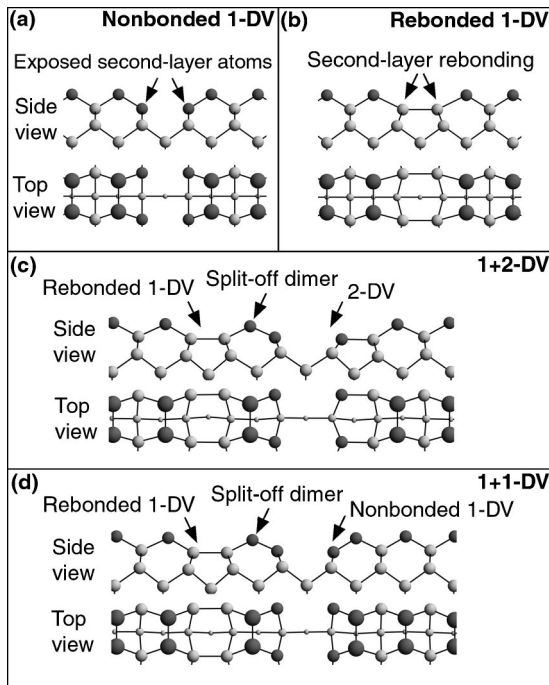 (a) Nonbonded 1-DV
Exposed second-layer atoms
Side
view
Top
view
(b) Rebonded 1-DV
Second-layer rebonding
(c) 1+2-DV
Rebonded 1-DV
Split-off dimer
2-DV
Side
view
Top
view
(d) 1+1-DV
Rebonded 1-DV
Split-off dimer
Nonbonded 1-DV
Side
view
Top
view